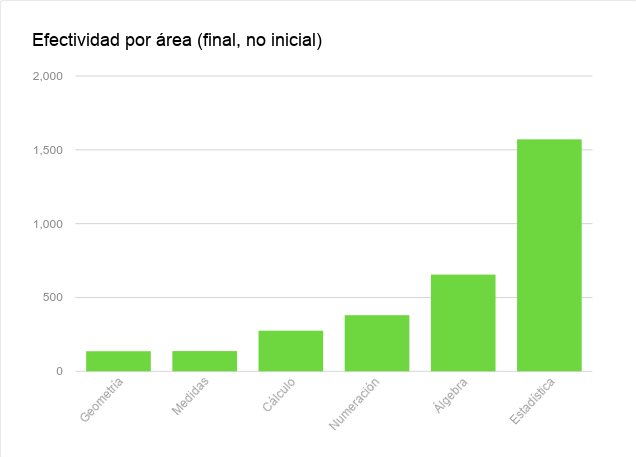 Efectividad por área (final, no inicial)
2,000
1,500
1,000
500
0
Geometría
Medidas
Cálculo
Numeración
Álgebra
Estadística